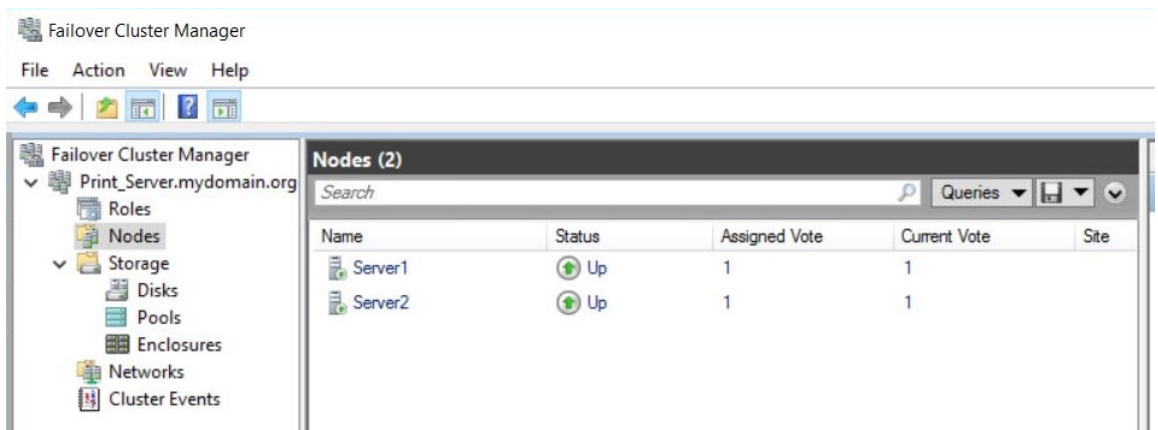 Failover Cluster Manager
File Action View Help
Failover Cluster Manager
Print_Server.mydomain.org
Roles
Nodes
Storage
Disks
Pools
Enclosures
Networks
Cluster Events
Nodes (2)
Search Queries
Name Status Assigned Vote Current Vote Site
Server1 Up 1 1
Server2 Up 1 1